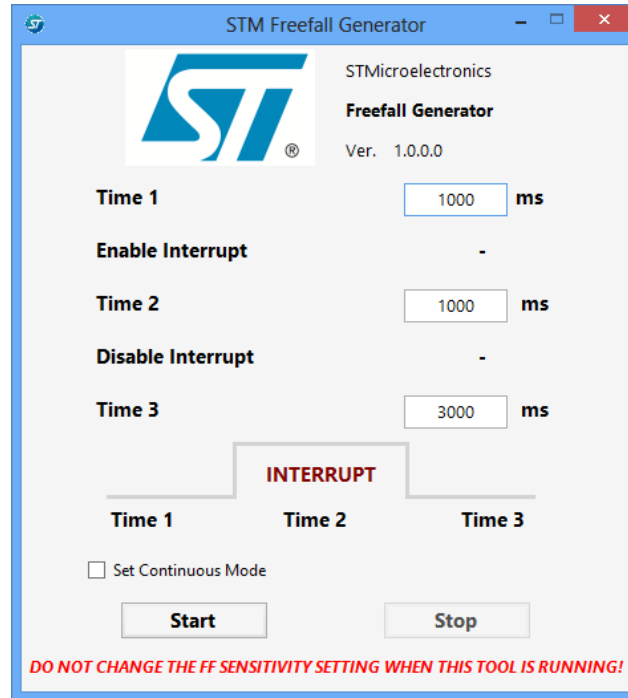 STM Freefall Generator
ST
®
STMicroelectronics
Freefall Generator
Ver. 1.0.0.0
Time 1 1000 ms
Enable Interrupt -
Time 2 1000 ms
Disable Interrupt -
Time 3 3000 ms
INTERRUPT
Time 1 Time 2 Time 3
Set Continuous Mode
Start Stop
DO NOT CHANGE THE FF SENSITIVITY SETTING WHEN THIS TOOL IS RUNNING!